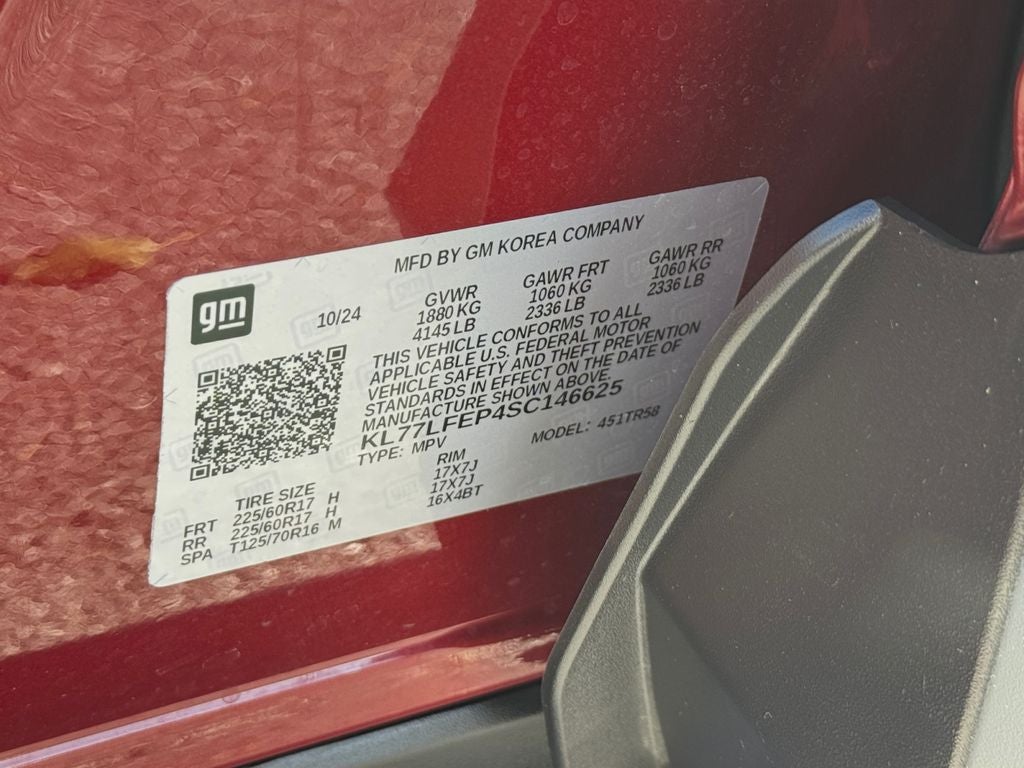 MFD BY GM KOREA COMPANY
gm
10/24
GVWR
1880 KG
4145 LB
GAWR FRT
1060 KG
2336 LB
GAWR RR
1060 KG
2336 LB
THIS VEHICLE CONFORMS TO ALL
APPLICABLE U.S. FEDERAL MOTOR
VEHICLE SAFETY AND THEFT PREVENTION
STANDARDS IN EFFECT ON THE DATE OF
MANUFACTURE SHOWN ABOVE.
KL77LFEP4SC146625
TYPE: MPV MODEL: 451TR58
TIRE SIZE RIM
FRT 225/60R17 H 17X7J
RR 225/60R17 H 17X7J
SPA T125/70R16 M 16X4BT